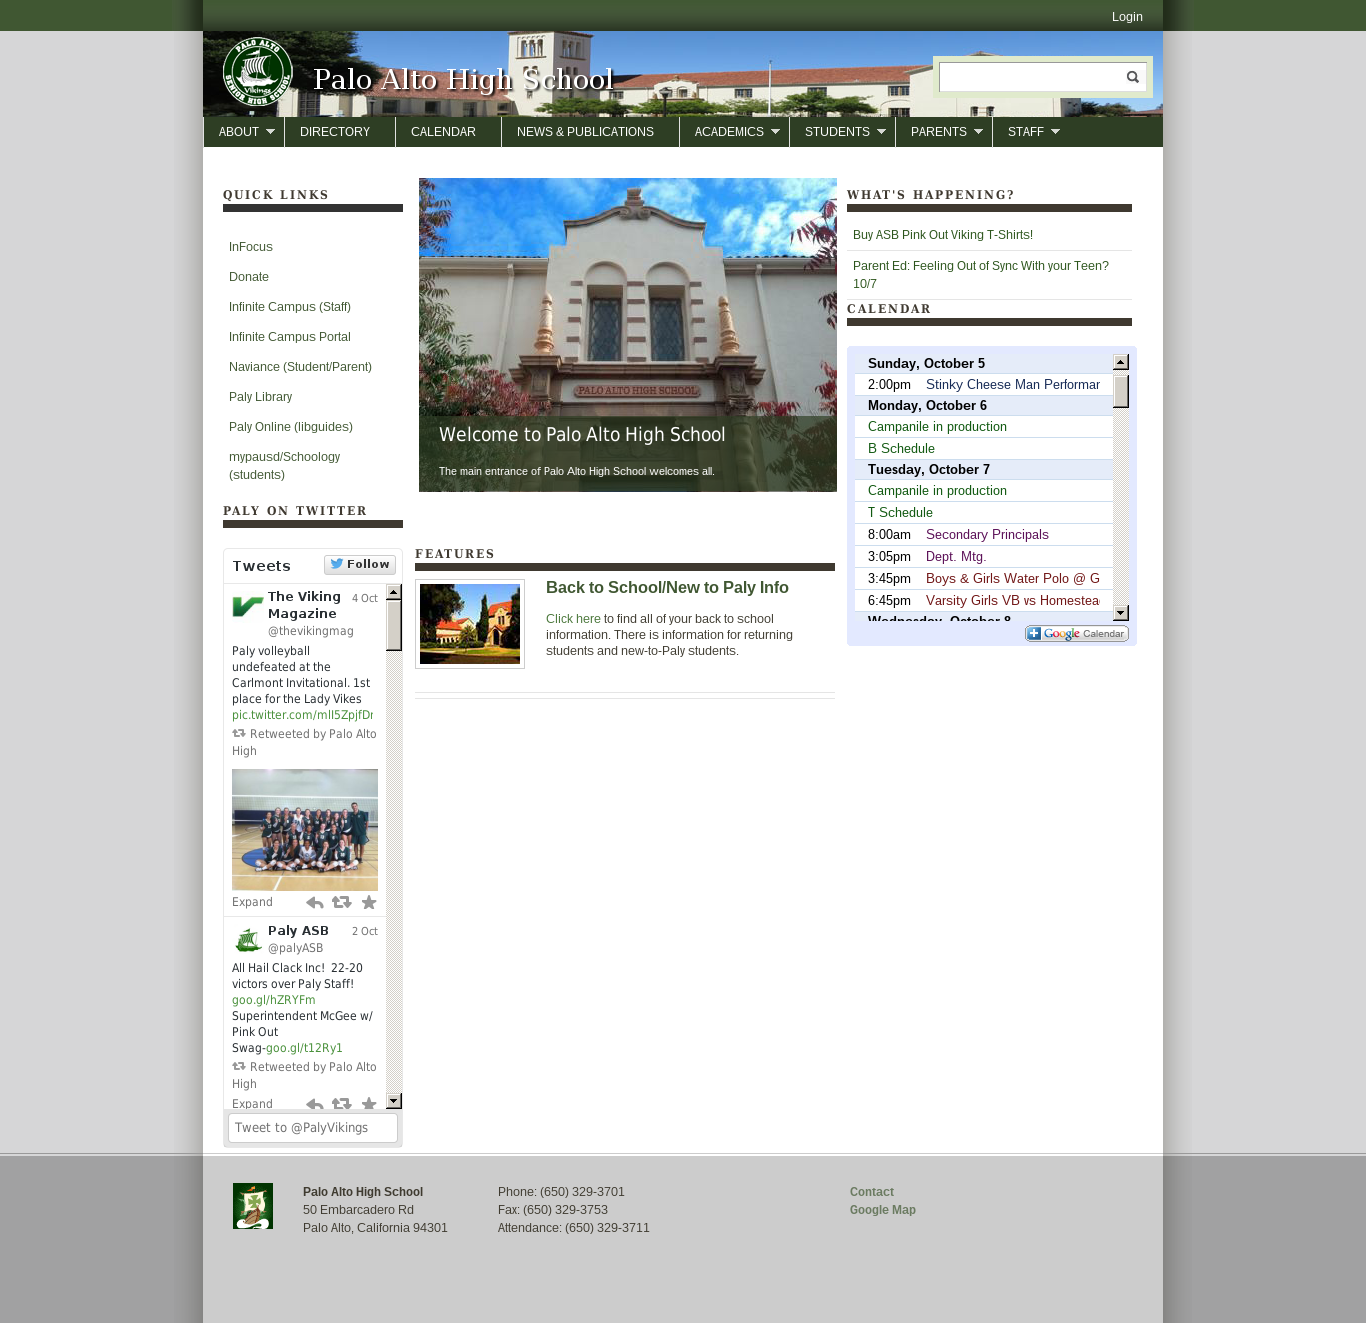 Login
PALO ALTO
SENIOR HIGH SCHOOL
Vikings
Palo Alto High School
ABOUT
DIRECTORY
CALENDAR
NEWS & PUBLICATIONS
ACADEMICS
STUDENTS
PARENTS
STAFF
QUICK LINKS
InFocus
Donate
Infinite Campus (Staff)
Infinite Campus Portal
Naviance (Student/Parent)
Paly Library
Paly Online (libguides)
mypausd/Schoology
(students)
PALY ON TWITTER
Tweets
Follow
The Viking
Magazine
4 Oct
@thevikingmag
Paly volleyball
undefeated at the
Carlmont Invitational. 1st
place for the Lady Vikes
pic.twitter.com/mlI5ZpjfDr
Retweeted by Palo Alto
High
Expand
Paly ASB
2 Oct
@palyASB
All Hail Clack Inc!  22-20
victors over Paly Staff!
goo.gl/hZRYFm
Superintendent McGee w/
Pink Out
Swag-goo.gl/t12Ry1
Retweeted by Palo Alto
High
Expand
Tweet to @PalyVikings
PALO ALTO HIGH SCHOOL
Welcome to Palo Alto High School
The main entrance of Palo Alto High School welcomes all.
FEATURES
Back to School/New to Paly Info
Click here to find all of your back to school
information. There is information for returning
students and new-to-Paly students.
WHAT'S HAPPENING?
Buy ASB Pink Out Viking T-Shirts!
Parent Ed: Feeling Out of Sync With your Teen?
10/7
CALENDAR
Sunday, October 5
2:00pm Stinky Cheese Man Performan
Monday, October 6
Campanile in production
B Schedule
Tuesday, October 7
Campanile in production
T Schedule
8:00am Secondary Principals
3:05pm Dept. Mtg.
3:45pm Boys & Girls Water Polo @ G
6:45pm Varsity Girls VB vs Homestea
Wednesday, October 8
Google Calendar
Palo Alto High School
50 Embarcadero Rd
Palo Alto, California 94301
Phone: (650) 329-3701
Fax: (650) 329-3753
Attendance: (650) 329-3711
Contact
Google Map